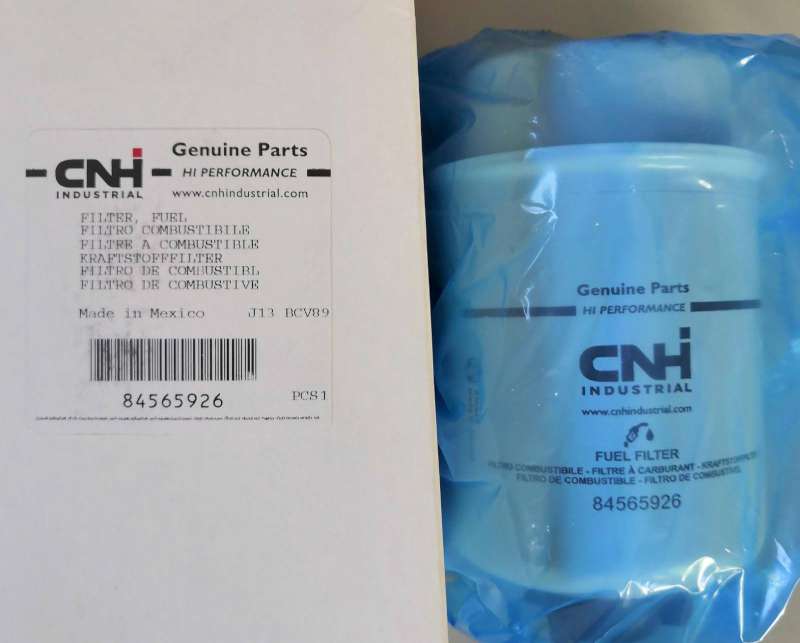 CNH
INDUSTRIAL
Genuine Parts
HI PERFORMANCE
www.cnhindustrial.com
FILTER, FUEL
FILTRO COMBUSTIBILE
FILTRE A COMBUSTIBLE
KRAFTSTOFFFILTER
FILTRO DE COMBUSTIBL
FILTRO DE COMBUSTIVE
Made in Mexico J13 BCV89
84565926 PCS1
Genuine Parts
HI PERFORMANCE
CNH
INDUSTRIAL
www.cnhindustrial.com
FUEL FILTER
FILTRO COMBUSTIBILE - FILTRE À CARBURANT - KRAFTSTOFFILTER
FILTRO DE COMBUSTIBLE - FILTRO DE COMBUSTIVEL
84565926